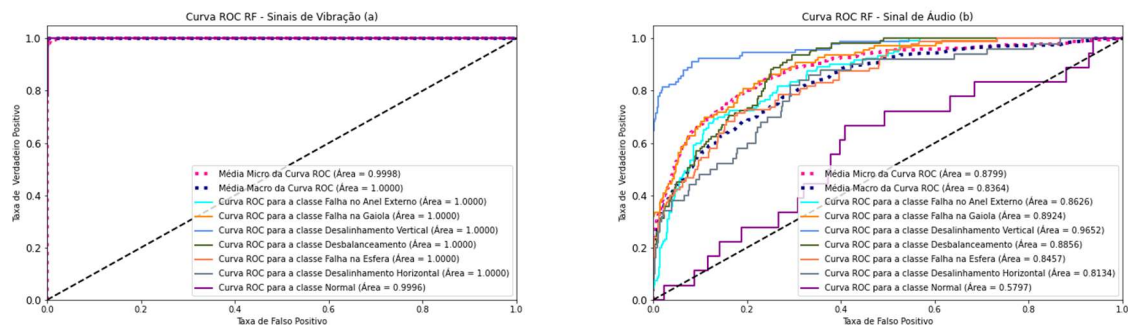 Curva ROC RF - Sinais de Vibração (a)
1.0
0.8
0.6
0.4
0.2
0.0
Taxa de Verdadeiro Positivo
Média Micro da Curva ROC (Área = 0.9998)
Média Macro da Curva ROC (Área = 1.0000)
Curva ROC para a classe Falha no Anel Externo (Área = 1.0000)
Curva ROC para a classe Falha na Gaiola (Área = 1.0000)
Curva ROC para a classe Desalinhamento Vertical (Área = 1.0000)
Curva ROC para a classe Desbalanceamento (Área = 1.0000)
Curva ROC para a classe Falha na Esfera (Área = 1.0000)
Curva ROC para a classe Desalinhamento Horizontal (Área = 1.0000)
Curva ROC para a classe Normal (Área = 0.9996)
0.0 0.2 0.4 0.6 0.8 1.0
Taxa de Falso Positivo
Curva ROC RF - Sinal de Áudio (b)
1.0
0.8
0.6
0.4
0.2
0.0
Taxa de Verdadeiro Positivo
Média Micro da Curva ROC (Área = 0.8799)
Média Macro da Curva ROC (Área = 0.8364)
Curva ROC para a classe Falha no Anel Externo (Área = 0.8626)
Curva ROC para a classe Falha na Gaiola (Área = 0.8924)
Curva ROC para a classe Desalinhamento Vertical (Área = 0.9652)
Curva ROC para a classe Desbalanceamento (Área = 0.8856)
Curva ROC para a classe Falha na Esfera (Área = 0.8457)
Curva ROC para a classe Desalinhamento Horizontal (Área = 0.8134)
Curva ROC para a classe Normal (Área = 0.5797)
0.0 0.2 0.4 0.6 0.8 1.0
Taxa de Falso Positivo